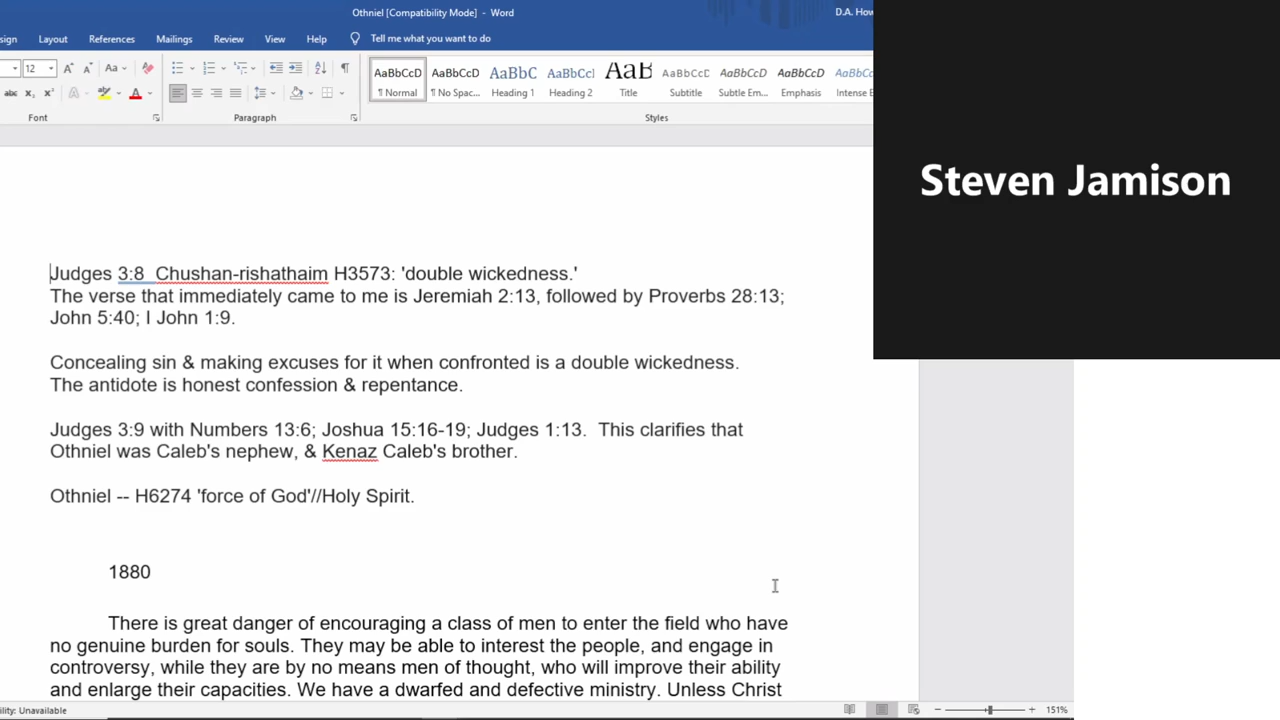 Othniel [Compatibility Mode] - Word
D.A. How
sign Layout References Mailings Review View Help Tell me what you want to do
12 Aa
abc x₂ x² A A
Font
Paragraph
AaBbCcD AaBbCcD AaBbC AaBbCcI AaB AaBbCcD AaBbCcD AaBbCcD AaBbCc
¶ Normal ¶ No Spac... Heading 1 Heading 2 Title Subtitle Subtle Em... Emphasis Intense E
Styles
Steven Jamison
Judges 3:8 Chushan-rishathaim H3573: 'double wickedness.'
The verse that immediately came to me is Jeremiah 2:13, followed by Proverbs 28:13;
John 5:40; I John 1:9.
Concealing sin & making excuses for it when confronted is a double wickedness.
The antidote is honest confession & repentance.
Judges 3:9 with Numbers 13:6; Joshua 15:16-19; Judges 1:13. This clarifies that
Othniel was Caleb's nephew, & Kenaz Caleb's brother.
Othniel -- H6274 'force of God'//Holy Spirit.
1880
There is great danger of encouraging a class of men to enter the field who have
no genuine burden for souls. They may be able to interest the people, and engage in
controversy, while they are by no means men of thought, who will improve their ability
and enlarge their capacities. We have a dwarfed and defective ministry. Unless Christ
ility: Unavailable
151%